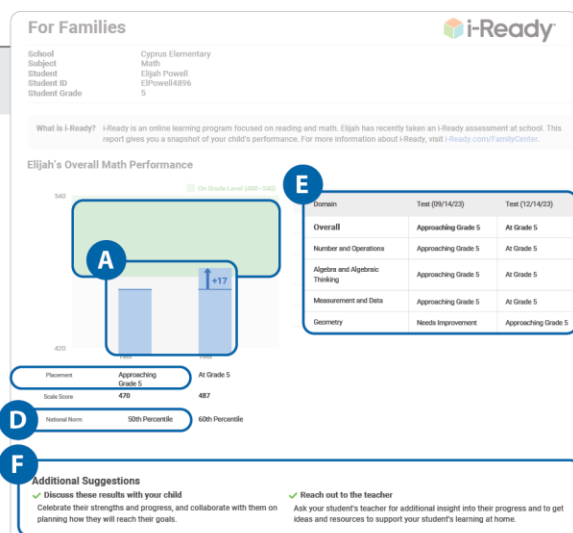 For Families
i-Ready
School Cyprus Elementary
Subject Math
Student Elijah Powell
Student ID ElPowell4896
Student Grade 5
What is i-Ready? i-Ready is an online learning program focused on reading and math. Elijah has recently taken an i-Ready assessment at school. This
report gives you a snapshot of your child's performance. For more information about i-Ready, visit i-Ready.com/FamilyCenter.
Elijah's Overall Math Performance
On Grade Level (480–540)
540
A
+17
420
Placement Approaching Grade 5 At Grade 5
Scale Score 470 487
D
National Norm 50th Percentile 60th Percentile
E
Domain Test (09/14/23) Test (12/14/23)
Overall Approaching Grade 5 At Grade 5
Number and Operations Approaching Grade 5 At Grade 5
Algebra and Algebraic
Thinking Approaching Grade 5 At Grade 5
Measurement and Data Approaching Grade 5 At Grade 5
Geometry Needs Improvement Approaching Grade 5
F
Additional Suggestions
✓ Discuss these results with your child
Celebrate their strengths and progress, and collaborate with them on
planning how they will reach their goals.
✓ Reach out to the teacher
Ask your student's teacher for additional insight into their progress and to get
ideas and resources to support your student's learning at home.